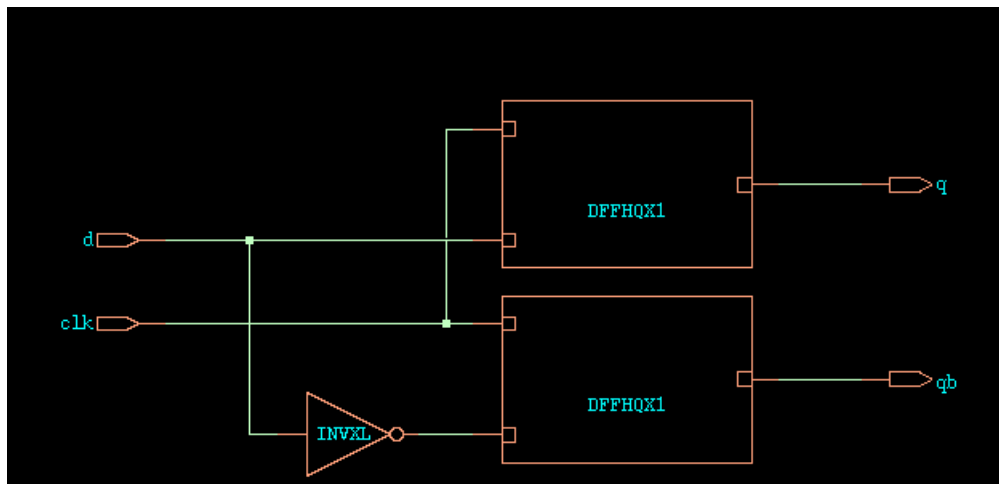 q
DFFHQX1
d
clk
qb
DFFHQX1
INVXL